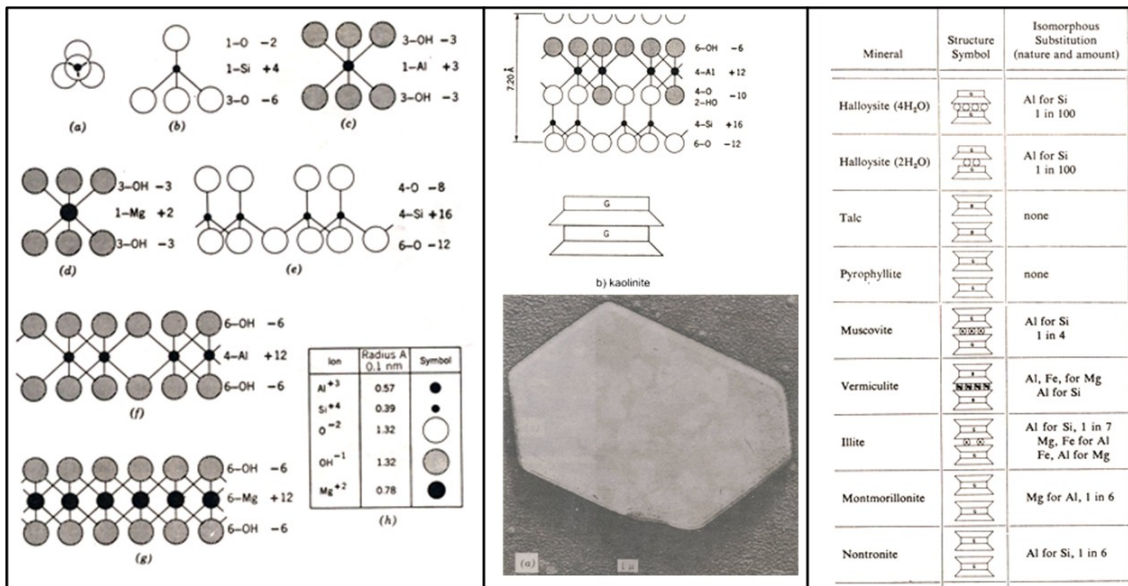 1-O -2
1-Si +4
3-O -6
3-OH -3
1-Al +3
3-OH -3
(a)
(b)
(c)
3-OH -3
1-Mg +2
3-OH -3
(d)
4-O -8
4-Si +16
6-O -12
(e)
6-OH -6
4-Al +12
6-OH -6
(f)
6-OH -6
6-Mg +12
6-OH -6
(g)
Ion Radius A 0.1 nm Symbol
Al+3 0.57
Si+4 0.39
O-2 1.32
OH-1 1.32
Mg+2 0.78
(h)
7.20 Å
6-OH -6
4-Al +12
4-O
2-HO -10
4-Si +16
6-O -12
G
G
b) kaolinite
(a)
1 μ
Mineral Structure Symbol Isomorphous Substitution (nature and amount)
Halloysite (4H2O) Al for Si
1 in 100
Halloysite (2H2O) Al for Si
1 in 100
Talc none
Pyrophyllite none
Muscovite Al for Si
1 in 4
Vermiculite Al, Fe, for Mg
Al for Si
Illite Al for Si, 1 in 7
Mg, Fe for Al
Fe, Al for Mg
Montmorillonite Mg for Al, 1 in 6
Nontronite Al for Si, 1 in 6